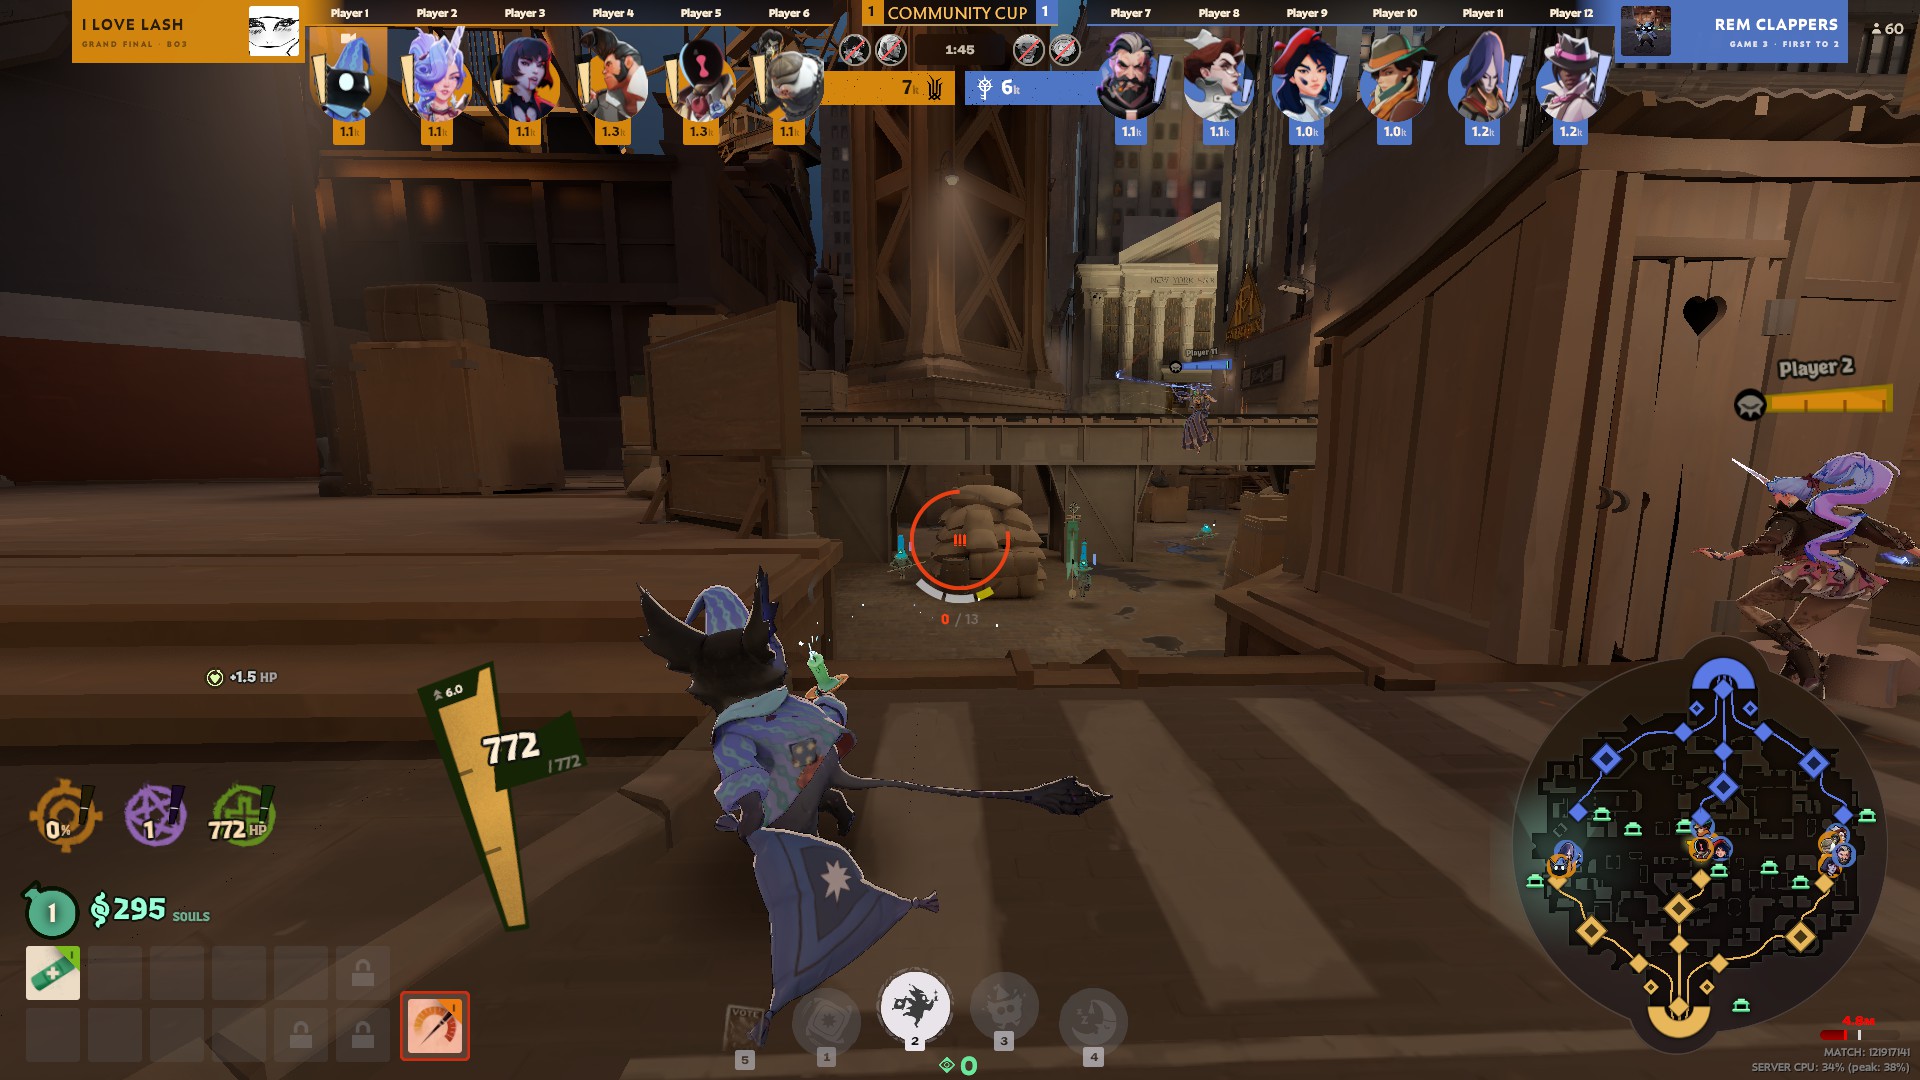 I LOVE LASH
GRAND FINAL · BO3
Player 1
Player 2
Player 3
Player 4
Player 5
Player 6
1 COMMUNITY CUP 1
Player 7
Player 8
Player 9
Player 10
Player 11
Player 12
REM CLAPPERS
GAME 3 · FIRST TO 2
60
1:45
7k
6k
1.1k
1.1k
1.1k
1.3k
1.3k
1.1k
1.1k
1.1k
1.0k
1.0k
1.2k
1.2k
NEW YORK
Player 11
Player 2
0 / 13
+1.5 HP
6.0
772
/772
0%
1
772 HP
1
295 SOULS
VOTE
5
1
2
3
4
0
MATCH: 121917141
SERVER CPU: 34% (peak: 38%)